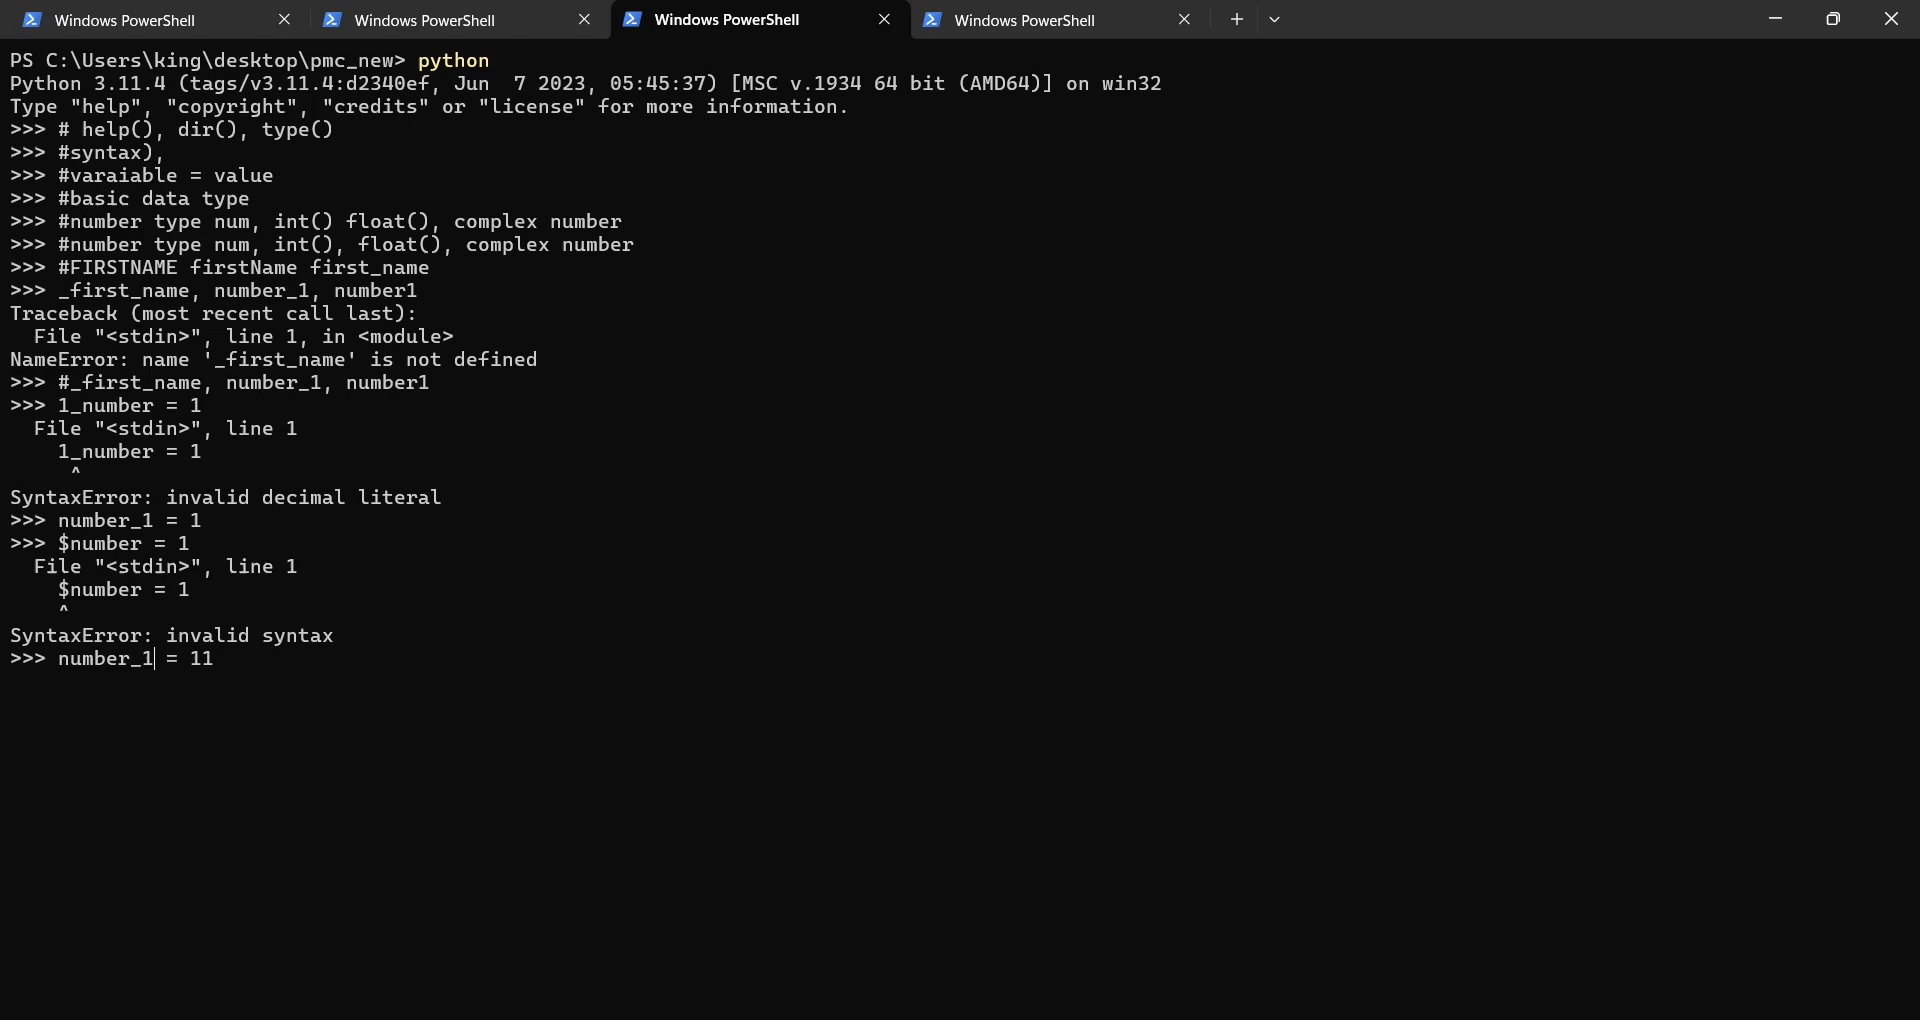 Windows PowerShell
Windows PowerShell
Windows PowerShell
Windows PowerShell
PS C:\Users\king\desktop\pmc_new> python
Python 3.11.4 (tags/v3.11.4:d2340ef, Jun  7 2023, 05:45:37) [MSC v.1934 64 bit (AMD64)] on win32
Type "help", "copyright", "credits" or "license" for more information.
>>> # help(), dir(), type()
>>> #syntax),
>>> #varaiable = value
>>> #basic data type
>>> #number type num, int() float(), complex number
>>> #number type num, int(), float(), complex number
>>> #FIRSTNAME firstName first_name
>>> _first_name, number_1, number1
Traceback (most recent call last):
  File "<stdin>", line 1, in <module>
NameError: name '_first_name' is not defined
>>> #_first_name, number_1, number1
>>> 1_number = 1
  File "<stdin>", line 1
    1_number = 1
     ^
SyntaxError: invalid decimal literal
>>> number_1 = 1
>>> $number = 1
  File "<stdin>", line 1
    $number = 1
    ^
SyntaxError: invalid syntax
>>> number_1 = 11